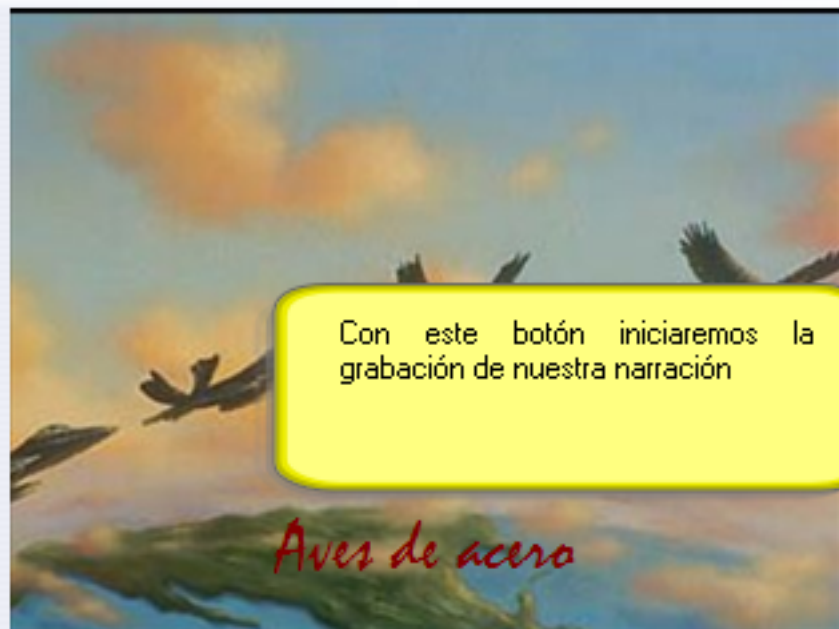 Con este botón iniciaremos la
grabación de nuestra narración
Aves de acero